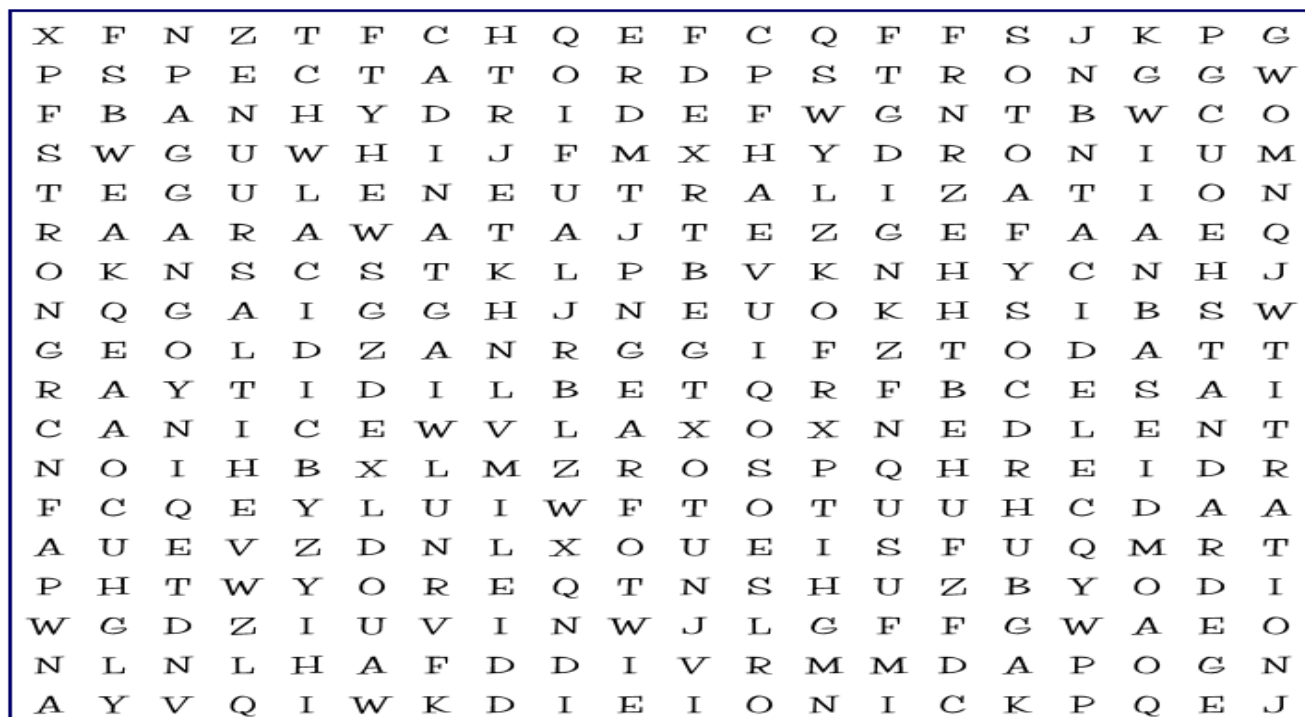 X F N Z T F C H Q E F C Q F F S J K P G
P S P E C T A T O R D P S T R O N G G W
F B A N H Y D R I D E F W G N T B W C O
S W G U W H I J F M X H Y D R O N I U M
T E G U L E N E U T R A L I Z A T I O N
R A A R A W A T A J T E Z G E F A A E Q
O K N S C S T K L P B V K N H Y C N H J
N Q G A I G G H J N E U O K H S I B S W
G E O L D Z A N R G G I F Z T O D A T T
R A Y T I D I L B E T Q R F B C E S A I
C A N I C E W V L A X O X N E D L E N T
N O I H B X L M Z R O S P Q H R E I D R
F C Q E Y L U I W F T O T U U H C D A A
A U E V Z D N L X O U E I S F U Q M R T
P H T W Y O R E Q T N S H U Z B Y O D I
W G D Z I U V I N W J L G F F G W A E O
N L N L H A F D D I V R M M D A P O G N
A Y V Q I W K D I E I O N I C K P Q E J